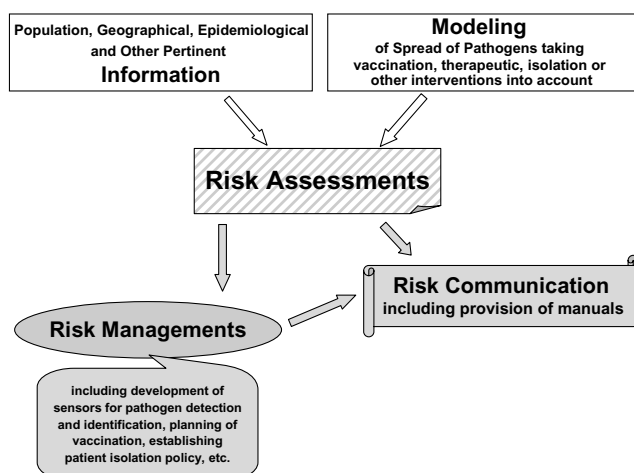 Population, Geographical, Epidemiological
and Other Pertinent
Information
Modeling
of Spread of Pathogens taking
vaccination, therapeutic, isolation or
other interventions into account
Risk Assessments
Risk Communication
including provision of manuals
Risk Managements
including development of
sensors for pathogen detection
and identification, planning of
vaccination, establishing
patient isolation policy, etc.